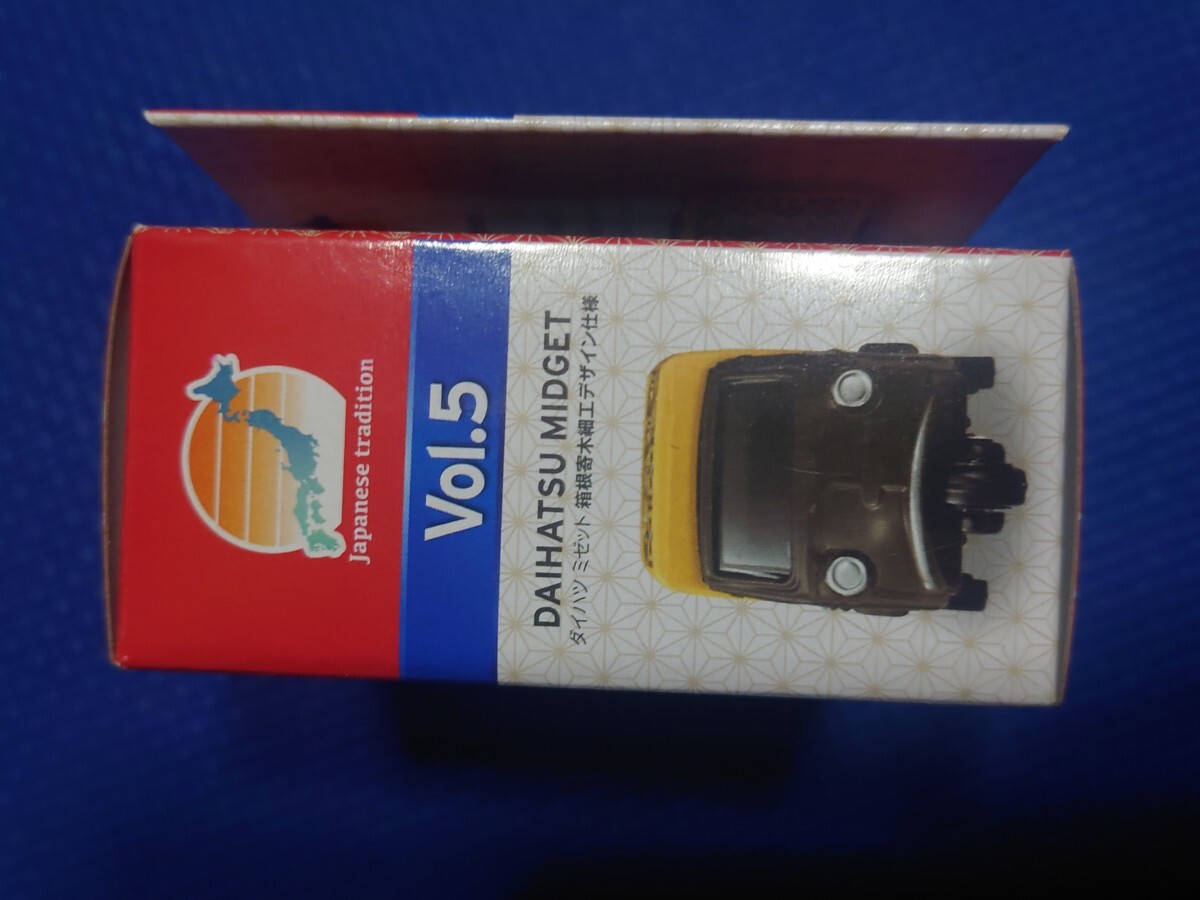 Japanese tradition
Vol.5
DAIHATSU MIDGET
ダイハツ ミゼット 箱根寄木細工デザイン仕様